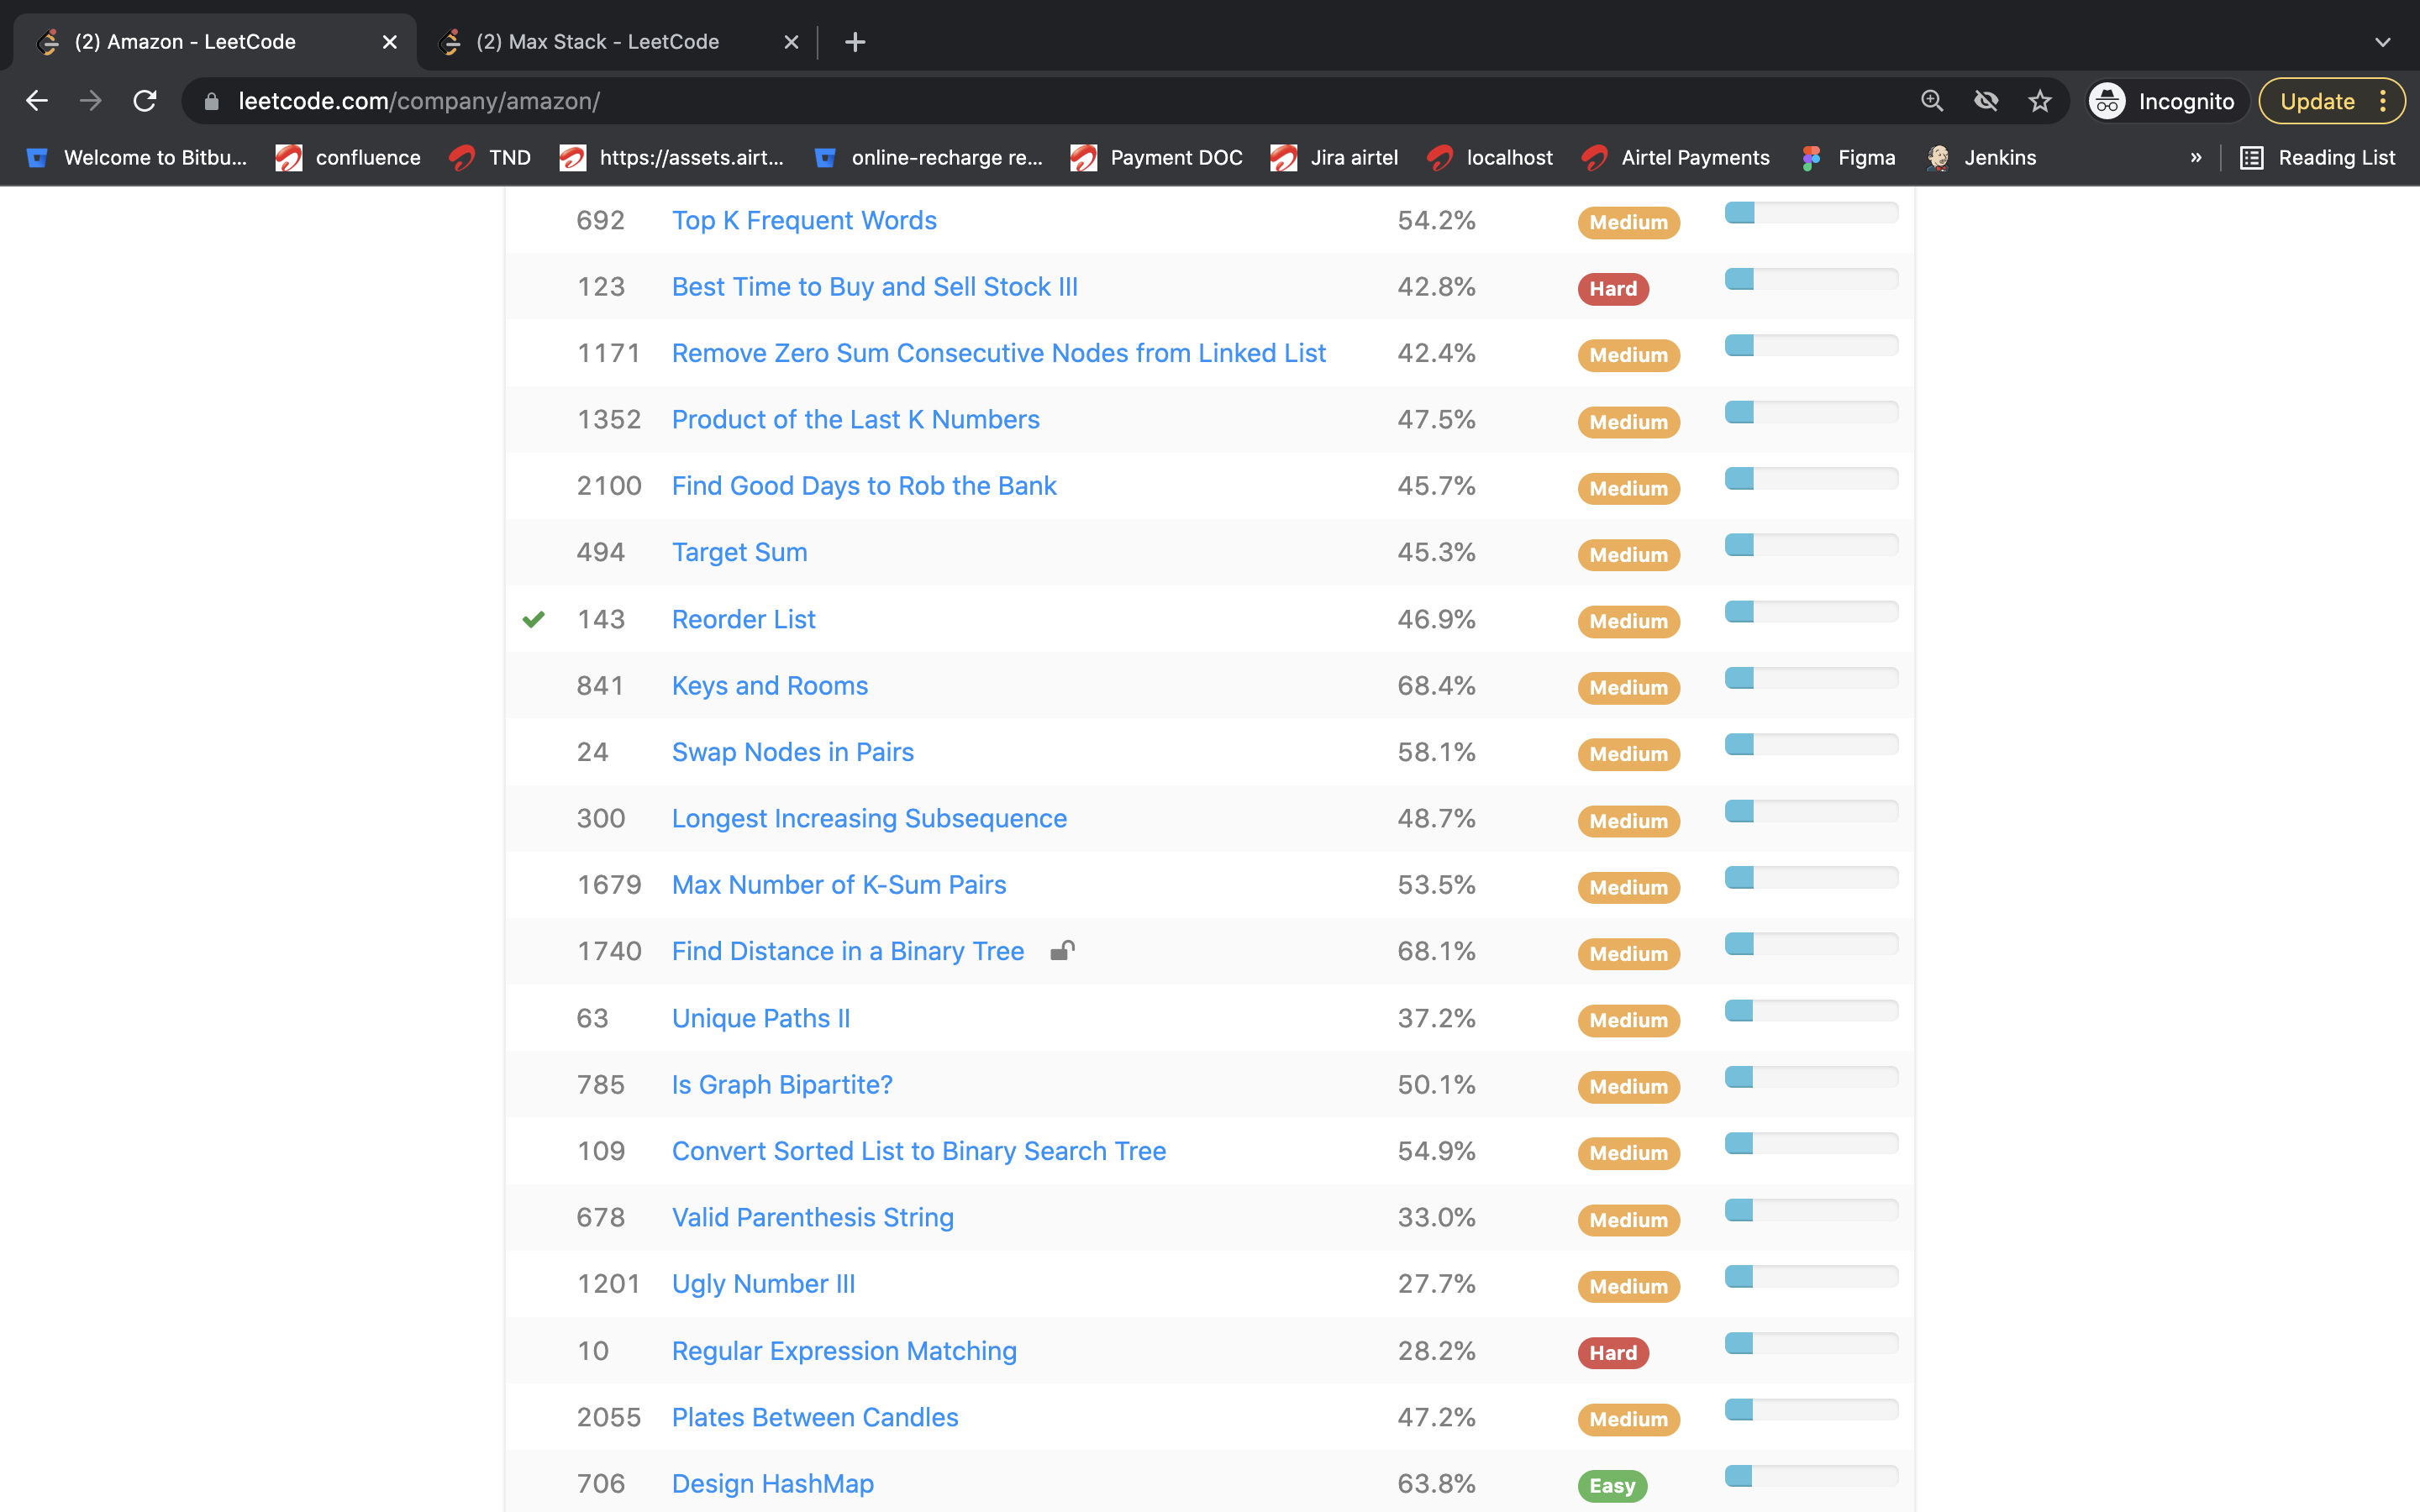 (2) Amazon - LeetCode
(2) Max Stack - LeetCode
leetcode.com/company/amazon/
Incognito
Update
Welcome to Bitbu... confluence TND https://assets.airt... online-recharge re... Payment DOC Jira airtel localhost Airtel Payments Figma Jenkins » Reading List
692 Top K Frequent Words 54.2% Medium
123 Best Time to Buy and Sell Stock III 42.8% Hard
1171 Remove Zero Sum Consecutive Nodes from Linked List 42.4% Medium
1352 Product of the Last K Numbers 47.5% Medium
2100 Find Good Days to Rob the Bank 45.7% Medium
494 Target Sum 45.3% Medium
143 Reorder List 46.9% Medium
841 Keys and Rooms 68.4% Medium
24 Swap Nodes in Pairs 58.1% Medium
300 Longest Increasing Subsequence 48.7% Medium
1679 Max Number of K-Sum Pairs 53.5% Medium
1740 Find Distance in a Binary Tree 68.1% Medium
63 Unique Paths II 37.2% Medium
785 Is Graph Bipartite? 50.1% Medium
109 Convert Sorted List to Binary Search Tree 54.9% Medium
678 Valid Parenthesis String 33.0% Medium
1201 Ugly Number III 27.7% Medium
10 Regular Expression Matching 28.2% Hard
2055 Plates Between Candles 47.2% Medium
706 Design HashMap 63.8% Easy